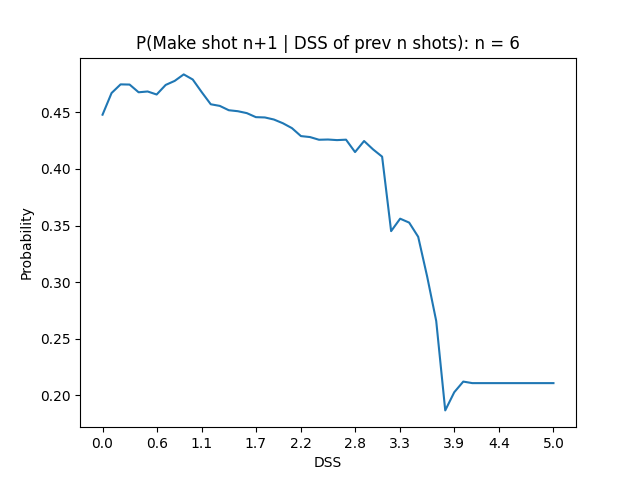 P(Make shot n+1 | DSS of prev n shots): n = 6
Probability
0.45
0.40
0.35
0.30
0.25
0.20
0.0 0.6 1.1 1.7 2.2 2.8 3.3 3.9 4.4 5.0
DSS